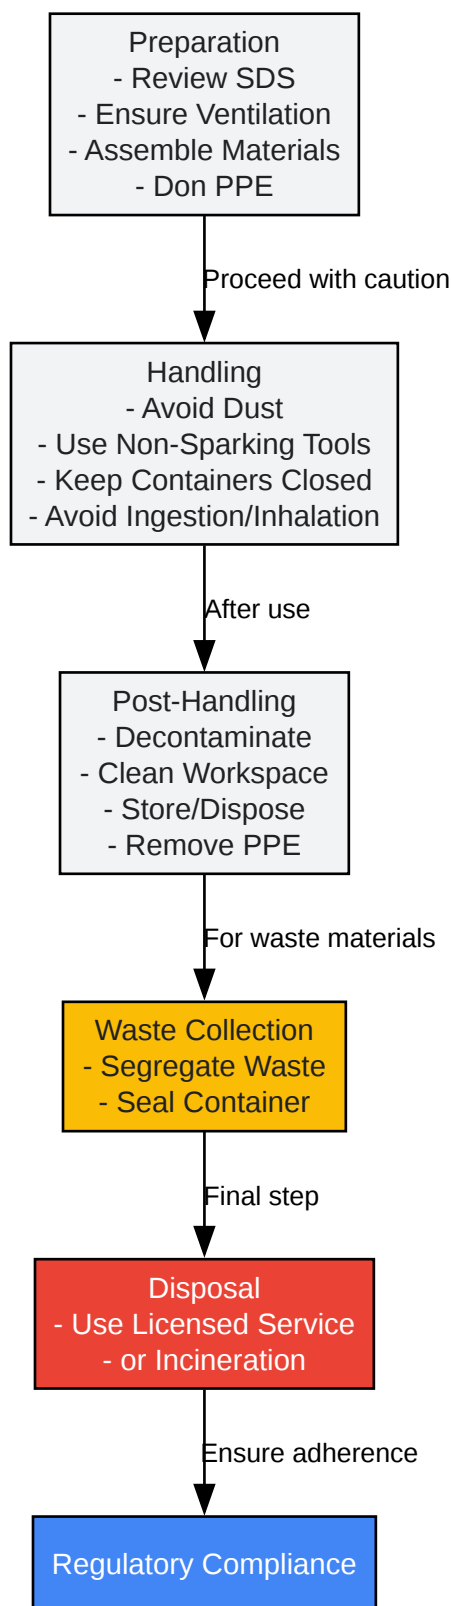 Preparation
- Review SDS
- Ensure Ventilation
- Assemble Materials
- Don PPE
Proceed with caution
Handling
- Avoid Dust
- Use Non-Sparking Tools
- Keep Containers Closed
- Avoid Ingestion/Inhalation
After use
Post-Handling
- Decontaminate
- Clean Workspace
- Store/Dispose
- Remove PPE
For waste materials
Waste Collection
- Segregate Waste
- Seal Container
Final step
Disposal
- Use Licensed Service
- or Incineration
Ensure adherence
Regulatory Compliance